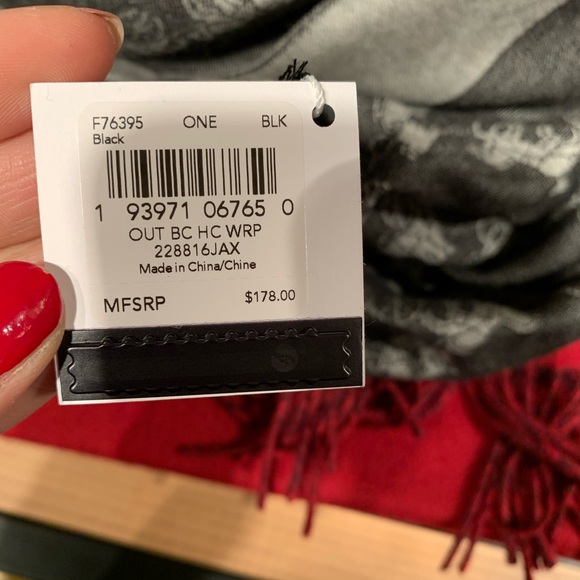 F76395 ONE BLK
Black
1 93971 06765 0
OUT BC HC WRP
228816JAX
Made in China/Chine
MFSRP $178.00